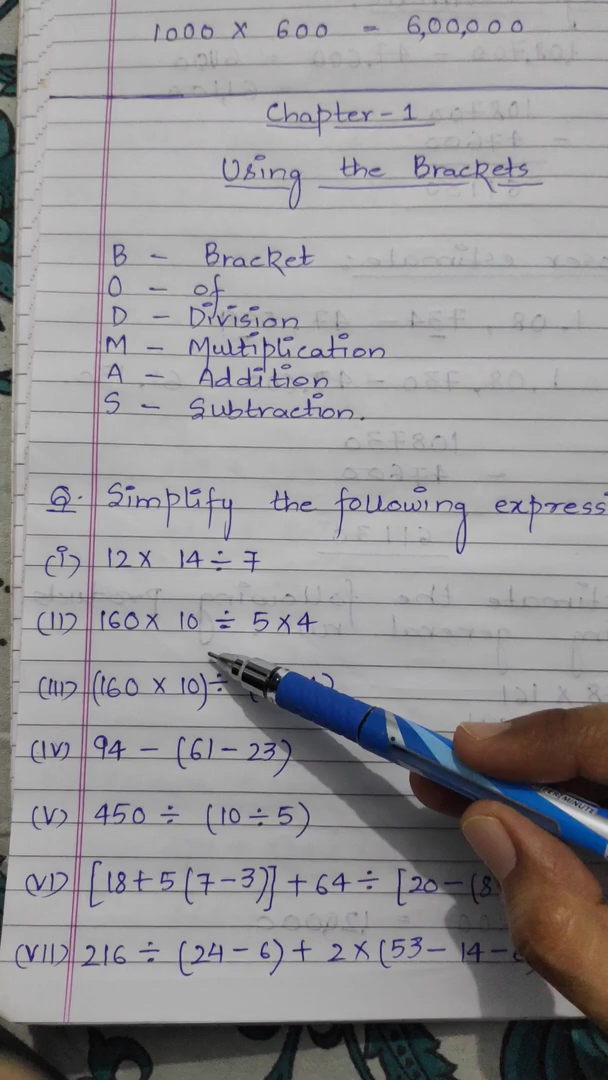 1000 × 600 = 6,00,000
Chapter-1
Using the Brackets
B - Bracket
O - of
D - Division
M - Multiplication
A - Addition
S - Subtraction.
Q. Simplify the following express
(i) 12 × 14 ÷ 7
(II) 160 × 10 ÷ 5 × 4
(III) (160 × 10) ÷
(IV) 94 - (61 - 23)
(V) 450 ÷ (10 ÷ 5)
(VI) [18 + 5 (7 - 3)] + 64 ÷ [20 - (8
(VII) 216 ÷ (24 - 6) + 2 × (53 - 14 -